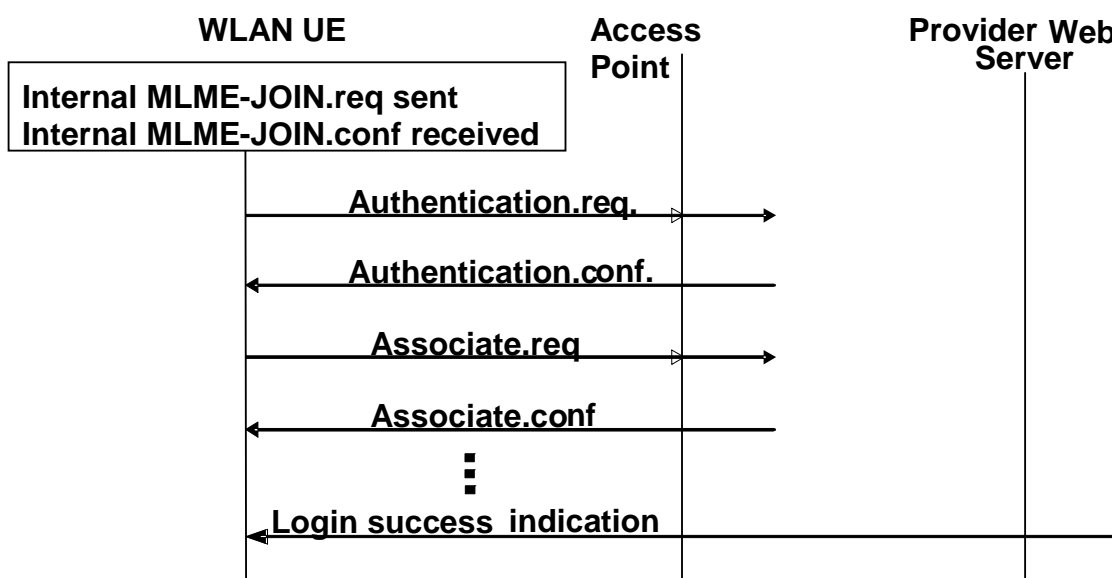 WLAN UE
Access
Point
Provider Web
Server
Internal MLME-JOIN.req sent
Internal MLME-JOIN.conf received
Authentication.req.
Authentication.conf.
Associate.req
Associate.conf
Login success indication